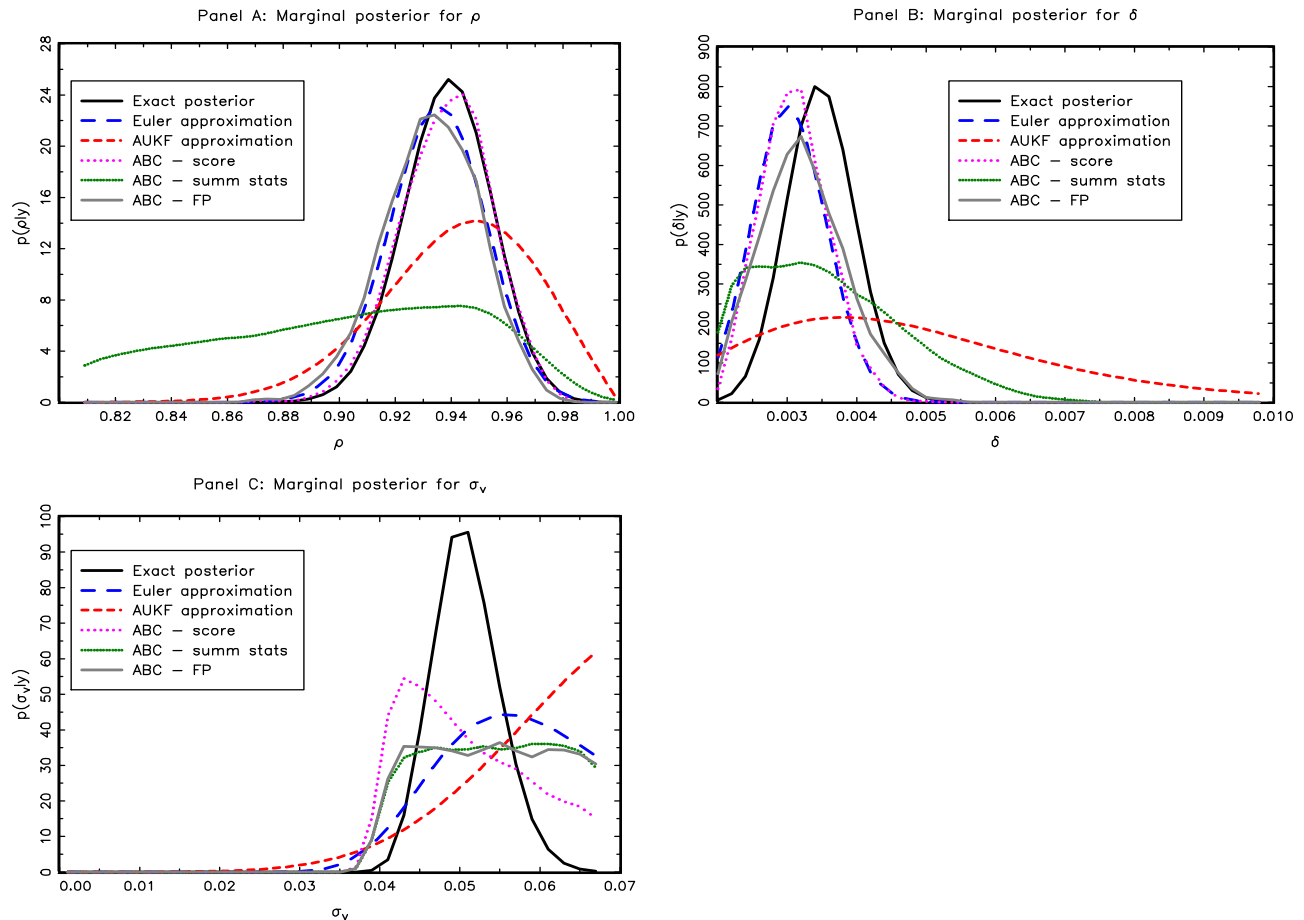 Panel A: Marginal posterior for ρ
p(ρ|y)
28
24
20
16
12
8
4
0
Exact posterior
Euler approximation
AUKF approximation
ABC – score
ABC – summ stats
ABC – FP
0.82 0.84 0.86 0.88 0.90 0.92 0.94 0.96 0.98 1.00
ρ
Panel B: Marginal posterior for δ
p(δ|y)
900
800
700
600
500
400
300
200
100
0
Exact posterior
Euler approximation
AUKF approximation
ABC – score
ABC – summ stats
ABC – FP
0.003 0.004 0.005 0.006 0.007 0.008 0.009 0.010
δ
Panel C: Marginal posterior for σᵥ
p(σᵥ|y)
100
90
80
70
60
50
40
30
20
10
0
Exact posterior
Euler approximation
AUKF approximation
ABC – score
ABC – summ stats
ABC – FP
0.00 0.01 0.02 0.03 0.04 0.05 0.06 0.07
σᵥ